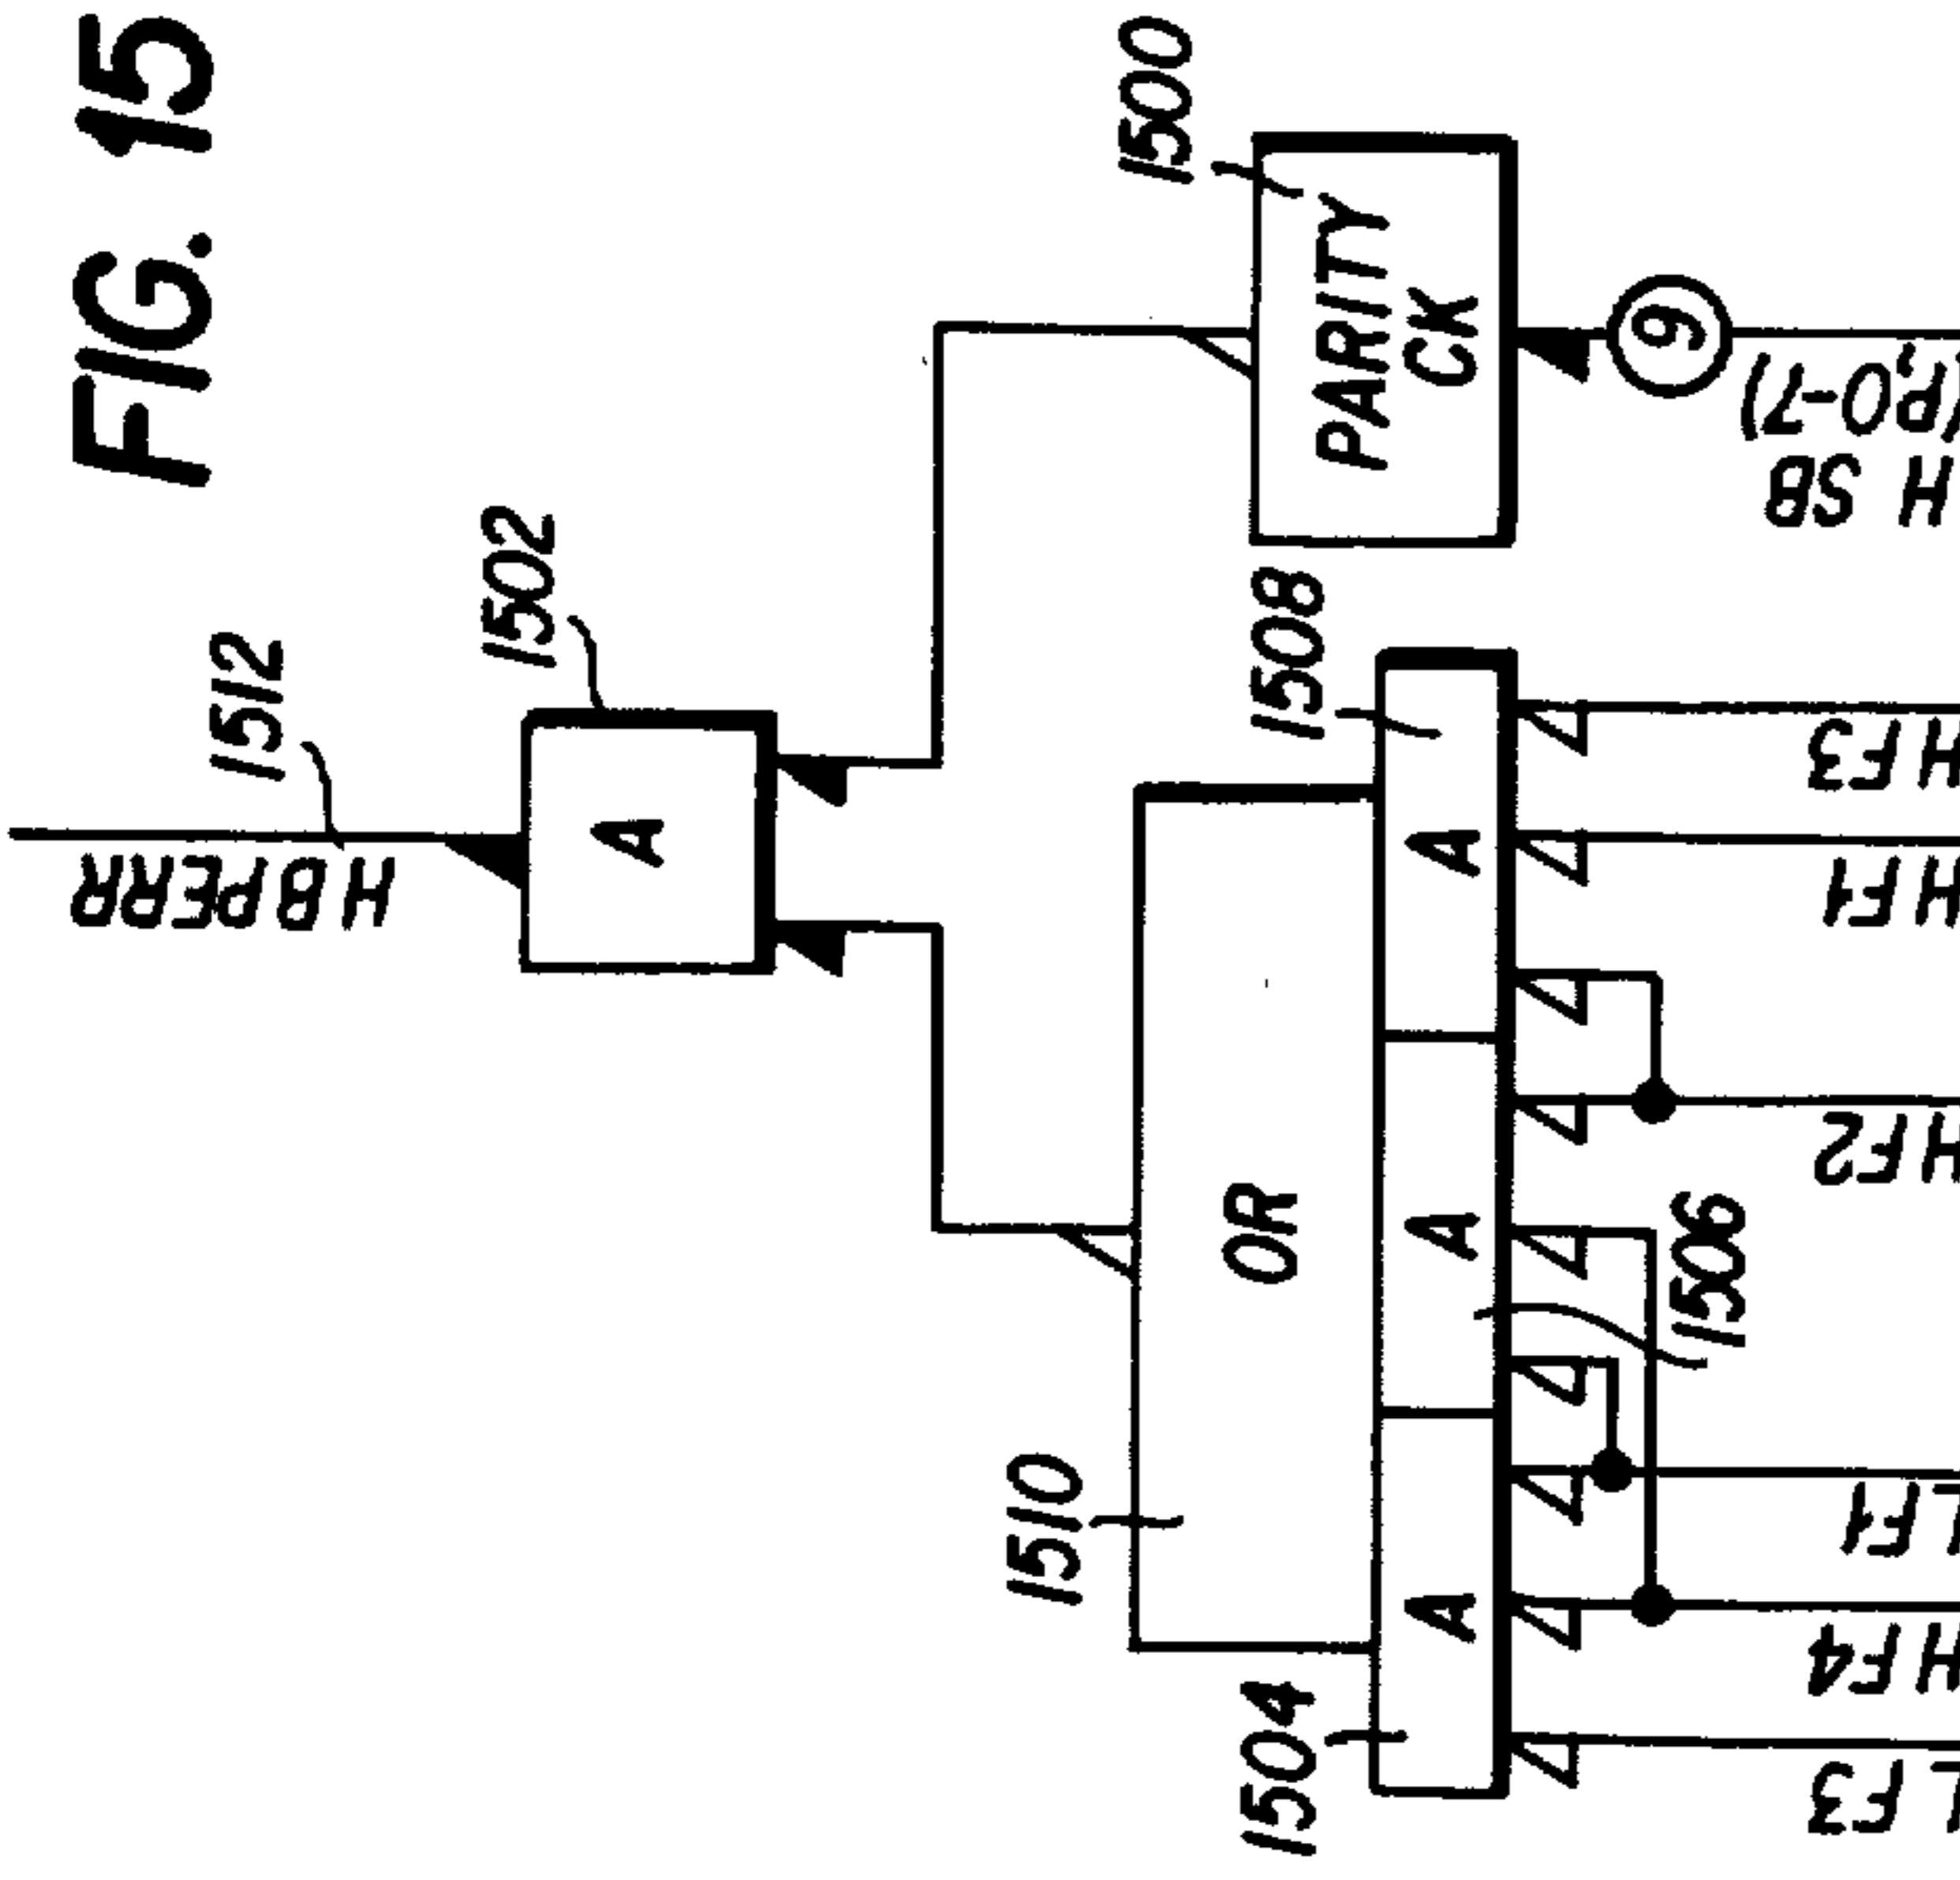 FIG. 15
1512
H B PERR
1502
A
1500
PARITY
CK
9
H SB
(P,0-7)
1508
1510
OR
A
A
A
1504
1506
H F3
H F1
H F2
F1
H F4
F3